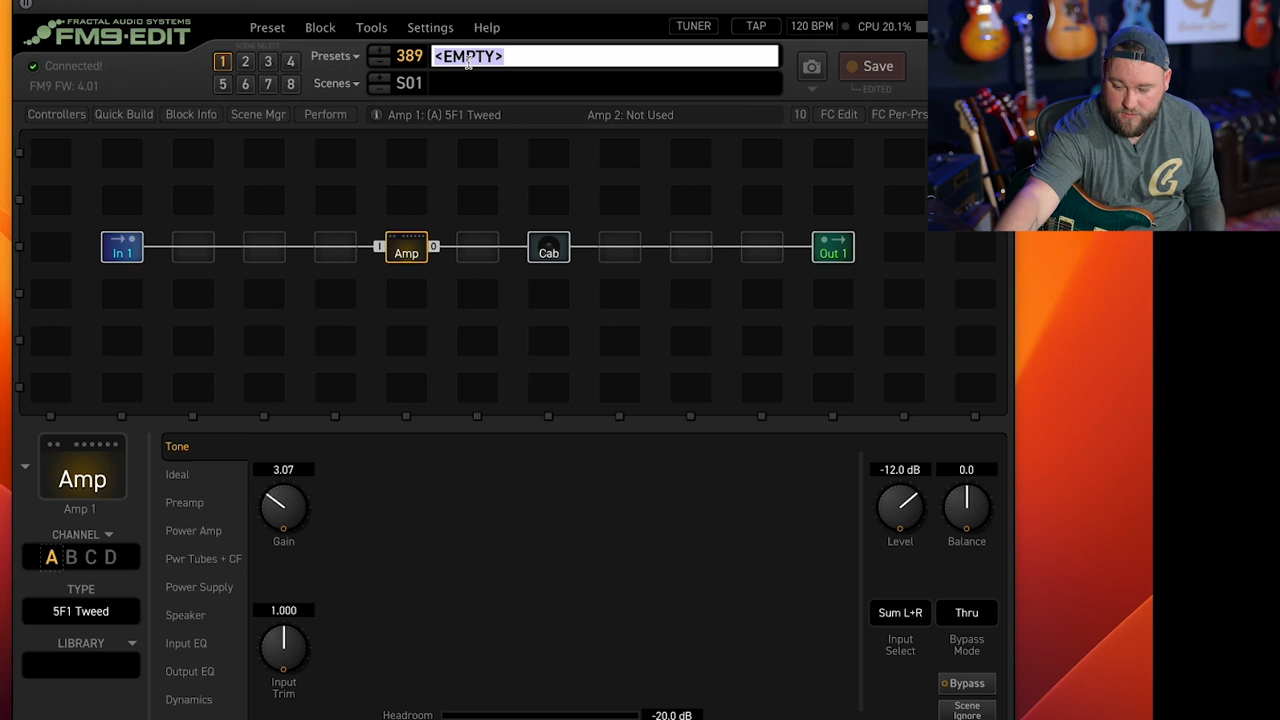 FRACTAL AUDIO SYSTEMS
FM9-EDIT
Preset Block Tools Settings Help
TUNER TAP 120 BPM CPU 20.1%
SCENE SELECT
1 2 3 4
5 6 7 8
Connected!
FM9 FW: 4.01
Presets 389 <EMPTY>
Scenes S01
Save
EDITED
Controllers Quick Build Block Info Scene Mgr Perform Amp 1: (A) 5F1 Tweed Amp 2: Not Used 10 FC Edit FC Per-Prs
In 1 I Amp O Cab Out 1
Amp
Amp 1
CHANNEL
A B C D
TYPE
5F1 Tweed
LIBRARY
Tone
Ideal
Preamp
Power Amp
Pwr Tubes + CF
Power Supply
Speaker
Input EQ
Output EQ
Dynamics
3.07
Gain
1.000
Input
Trim
Headroom -20.0 dB
-12.0 dB 0.0
Level Balance
Sum L+R Thru
Input
Select
Bypass
Mode
Bypass
Scene
Ignore